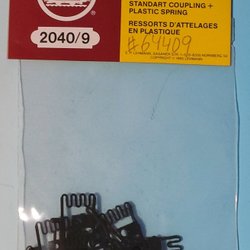 STANDART COUPLING +
PLASTIC SPRING
RESSORTS D'ATTELAGES
EN PLASTIQUE
2040/9
#64409